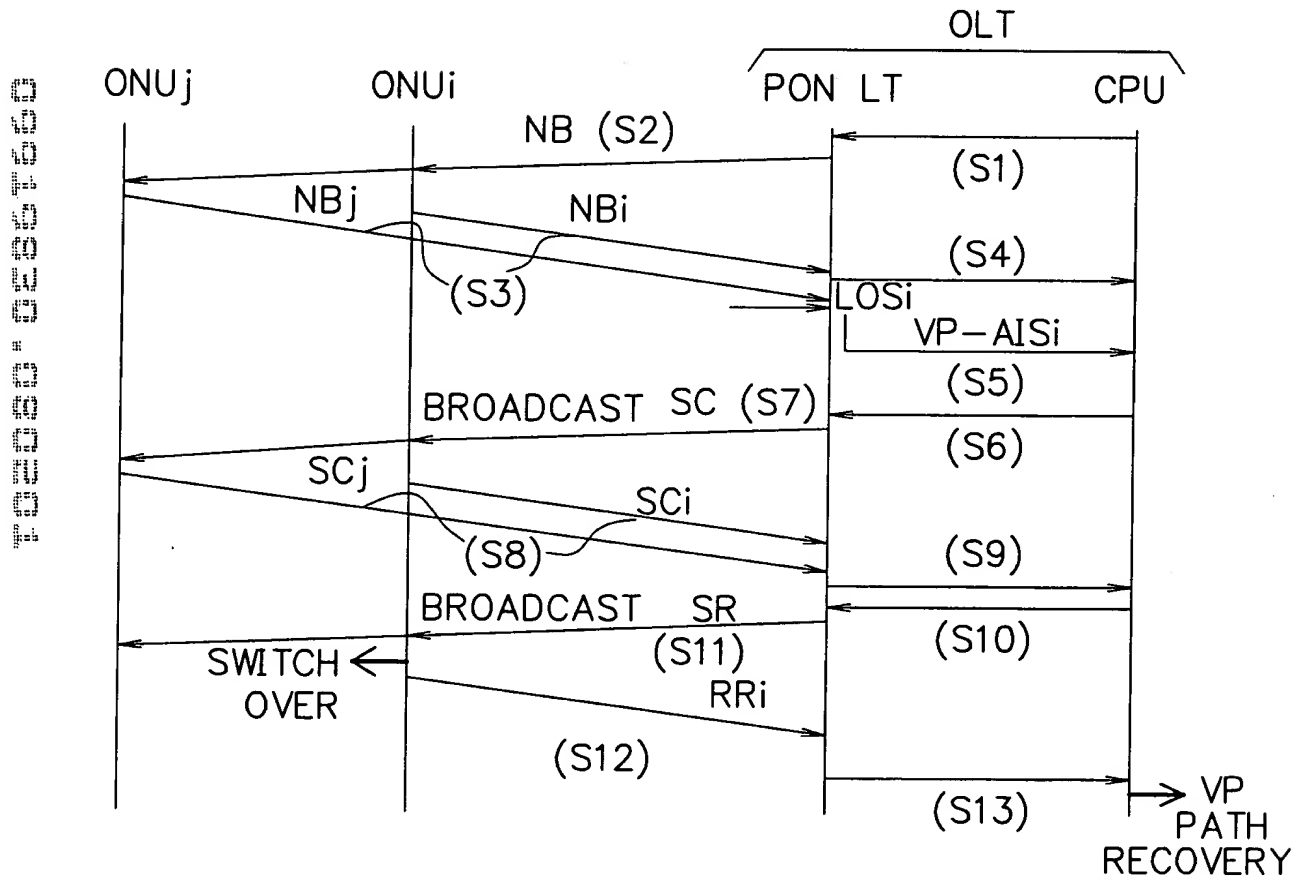 OLT
ONUj ONUi PON LT CPU
NB (S2)
(S1)
NBj NBi
(S3)
(S4)
LOSi
VP-AISi
(S5)
BROADCAST SC (S7)
(S6)
SCj SCi
(S8)
(S9)
BROADCAST SR
(S11)
(S10)
SWITCH
OVER
RRi
(S12)
(S13)
VP
PATH
RECOVERY